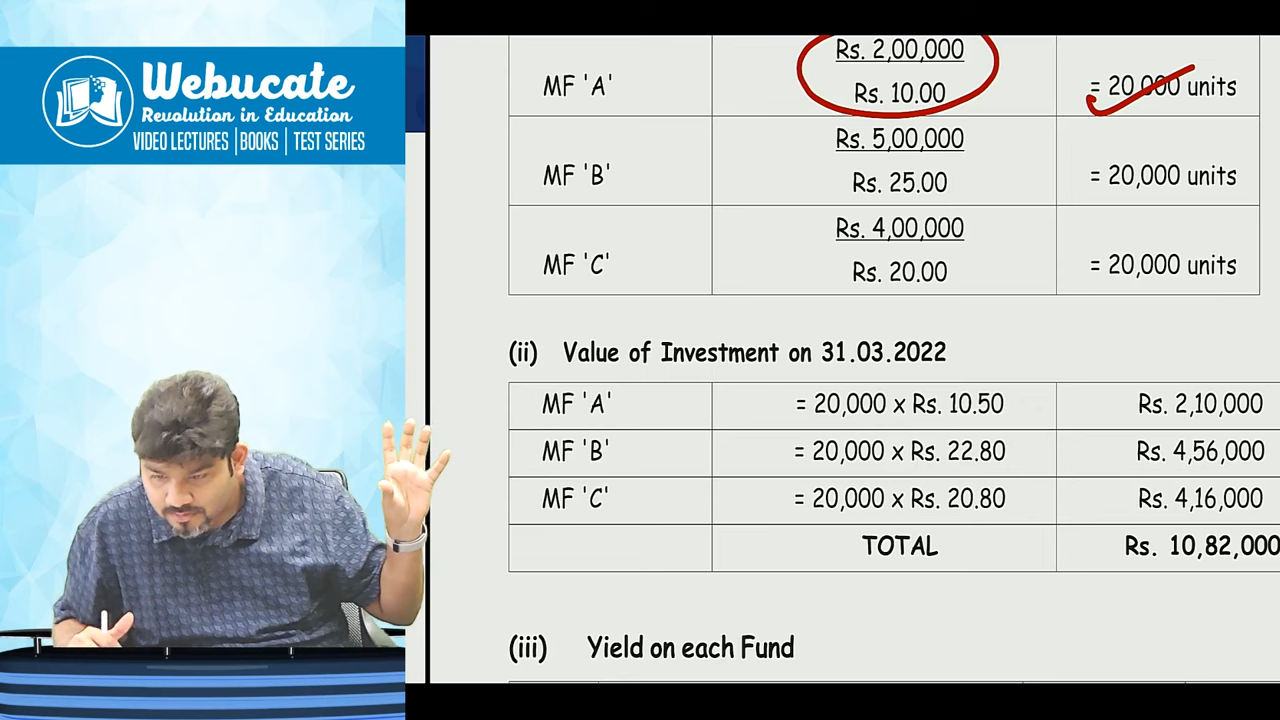 Webucate
Revolution in Education
VIDEO LECTURES | BOOKS | TEST SERIES
Rs. 2,00,000
MF 'A'
Rs. 10.00
= 20,000 units
Rs. 5,00,000
MF 'B'
Rs. 25.00
= 20,000 units
Rs. 4,00,000
MF 'C'
Rs. 20.00
= 20,000 units
(ii) Value of Investment on 31.03.2022
MF 'A' = 20,000 x Rs. 10.50 Rs. 2,10,000
MF 'B' = 20,000 x Rs. 22.80 Rs. 4,56,000
MF 'C' = 20,000 x Rs. 20.80 Rs. 4,16,000
TOTAL Rs. 10,82,000
(iii) Yield on each Fund